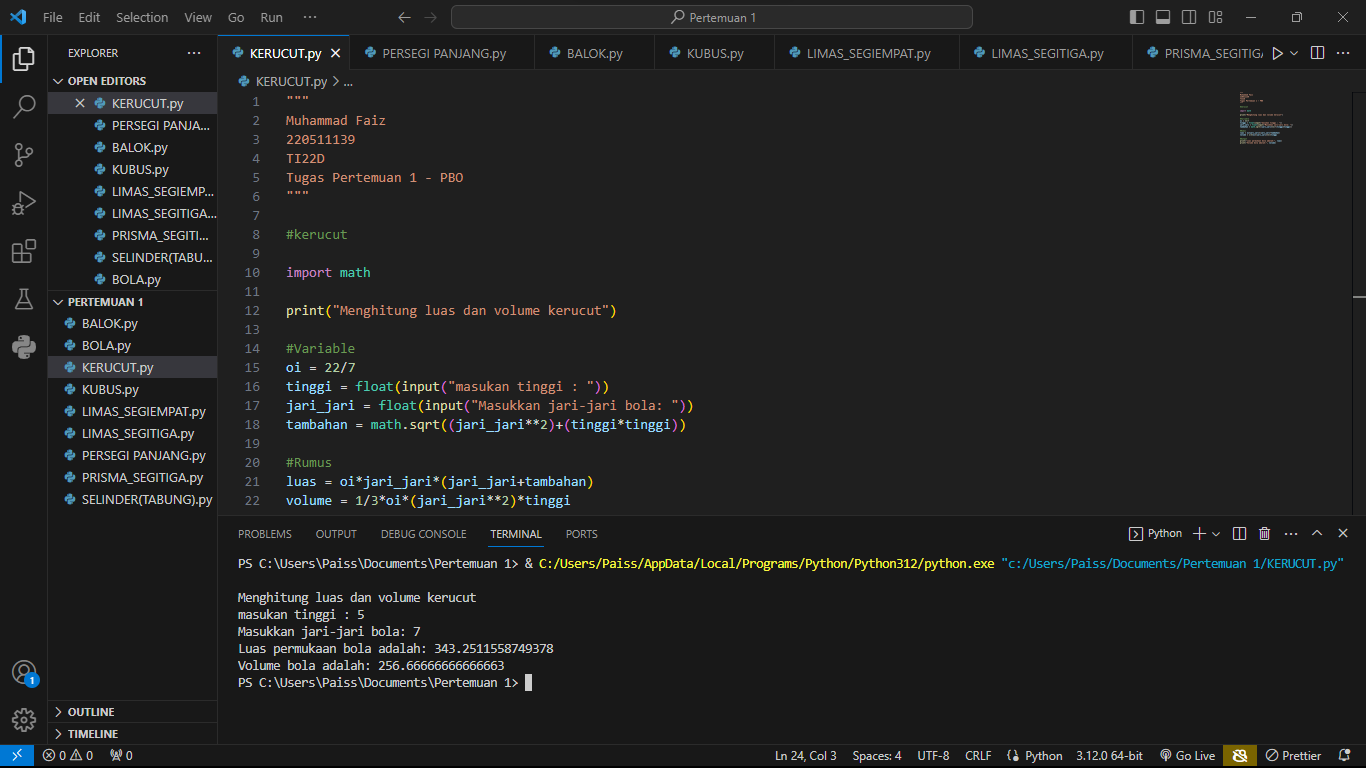 File Edit Selection View Go Run ··· Pertemuan 1
EXPLORER ···
OPEN EDITORS
KERUCUT.py
PERSEGI PANJA...
BALOK.py
KUBUS.py
LIMAS_SEGIEMP...
LIMAS_SEGITIGA...
PRISMA_SEGITI...
SELINDER(TABU...
BOLA.py
PERTEMUAN 1
BALOK.py
BOLA.py
KERUCUT.py
KUBUS.py
LIMAS_SEGIEMPAT.py
LIMAS_SEGITIGA.py
PERSEGI PANJANG.py
PRISMA_SEGITIGA.py
SELINDER(TABUNG).py
OUTLINE
TIMELINE
KERUCUT.py PERSEGI PANJANG.py BALOK.py KUBUS.py LIMAS_SEGIEMPAT.py LIMAS_SEGITIGA.py PRISMA_SEGITIG
KERUCUT.py > ...
1 """
2 Muhammad Faiz
3 220511139
4 TI22D
5 Tugas Pertemuan 1 - PBO
6 """
7
8 #kerucut
9
10 import math
11
12 print("Menghitung luas dan volume kerucut")
13
14 #Variable
15 oi = 22/7
16 tinggi = float(input("masukan tinggi : "))
17 jari_jari = float(input("Masukkan jari-jari bola: "))
18 tambahan = math.sqrt((jari_jari**2)+(tinggi*tinggi))
19
20 #Rumus
21 luas = oi*jari_jari*(jari_jari+tambahan)
22 volume = 1/3*oi*(jari_jari**2)*tinggi
PROBLEMS OUTPUT DEBUG CONSOLE TERMINAL PORTS Python
PS C:\Users\Paiss\Documents\Pertemuan 1> & C:/Users/Paiss/AppData/Local/Programs/Python/Python312/python.exe "c:/Users/Paiss/Documents/Pertemuan 1/KERUCUT.py"
Menghitung luas dan volume kerucut
masukan tinggi : 5
Masukkan jari-jari bola: 7
Luas permukaan bola adalah: 343.2511558749378
Volume bola adalah: 256.66666666666663
PS C:\Users\Paiss\Documents\Pertemuan 1>
1
0 0 0 Ln 24, Col 3 Spaces: 4 UTF-8 CRLF Python 3.12.0 64-bit Go Live Prettier